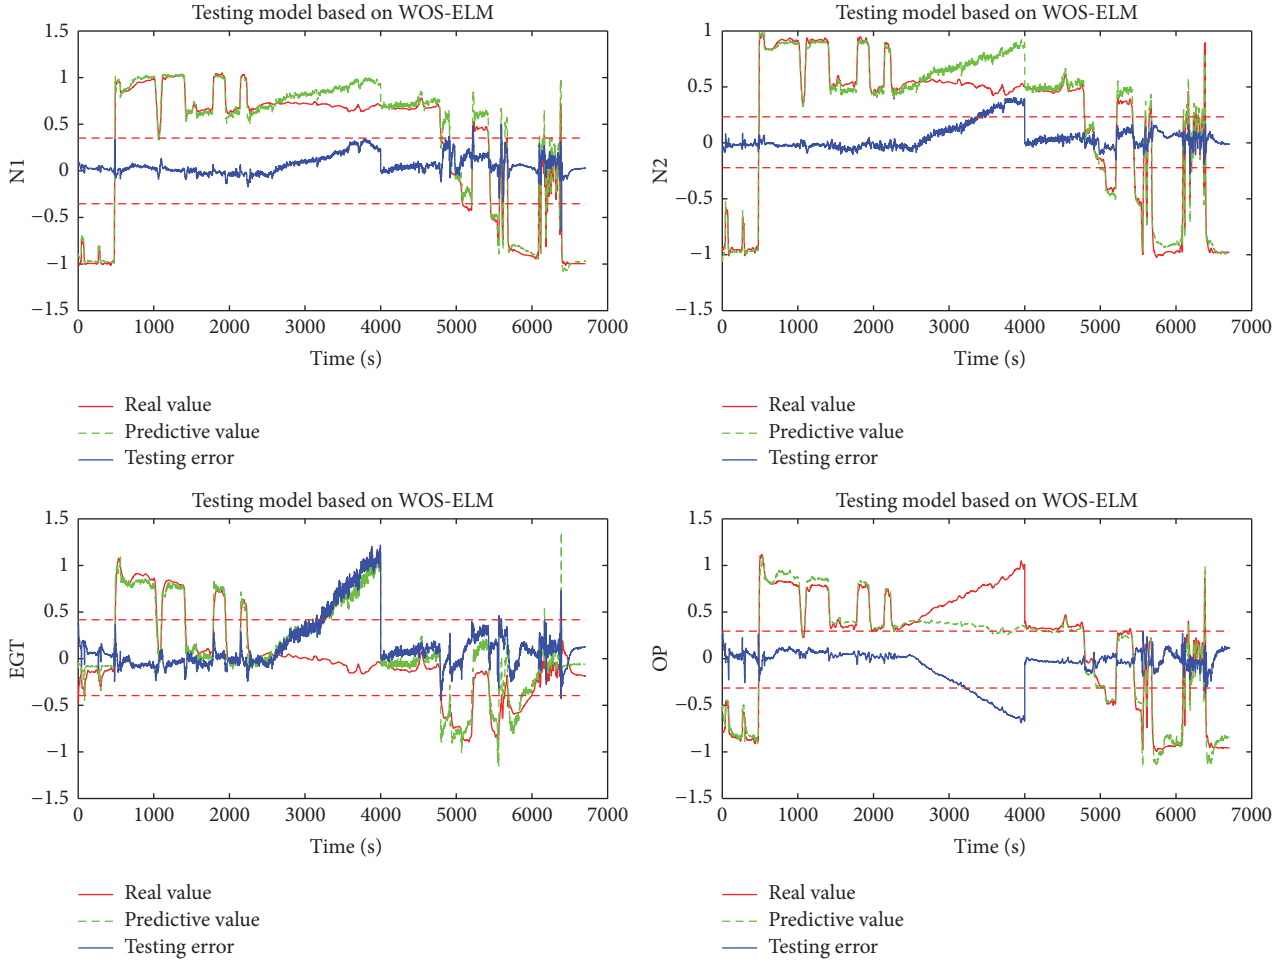 Testing model based on WOS-ELM
1.5
1
0.5
0
−0.5
−1
−1.5
N1
0 1000 2000 3000 4000 5000 6000 7000
Time (s)
Real value
Predictive value
Testing error
Testing model based on WOS-ELM
1
0.5
0
−0.5
−1
−1.5
N2
0 1000 2000 3000 4000 5000 6000 7000
Time (s)
Real value
Predictive value
Testing error
Testing model based on WOS-ELM
1.5
1
0.5
0
−0.5
−1
−1.5
EGT
0 1000 2000 3000 4000 5000 6000 7000
Time (s)
Real value
Predictive value
Testing error
Testing model based on WOS-ELM
1.5
1
0.5
0
−0.5
−1
−1.5
OP
0 1000 2000 3000 4000 5000 6000 7000
Time (s)
Real value
Predictive value
Testing error